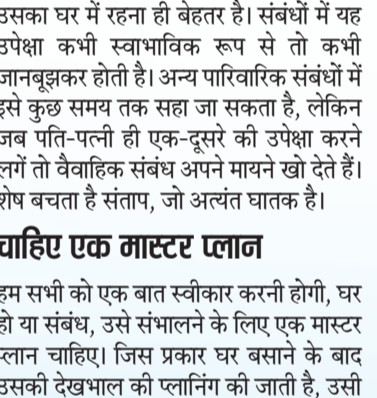 उसका घर में रहना ही बेहतर है। संबंधों में यह
उपेक्षा कभी स्वाभाविक रूप से तो कभी
जानबूझकर होती है। अन्य पारिवारिक संबंधों में
इसे कुछ समय तक सहा जा सकता है, लेकिन
जब पति-पत्नी ही एक-दूसरे की उपेक्षा करने
लगें तो वैवाहिक संबंध अपने मायने खो देते हैं।
शेष बचता है संताप, जो अत्यंत घातक है।
चाहिए एक मास्टर प्लान
हम सभी को एक बात स्वीकार करनी होगी, घर
हो या संबंध, उसे संभालने के लिए एक मास्टर
प्लान चाहिए। जिस प्रकार घर बसाने के बाद
उसकी देखभाल की प्लानिंग की जाती है, उसी